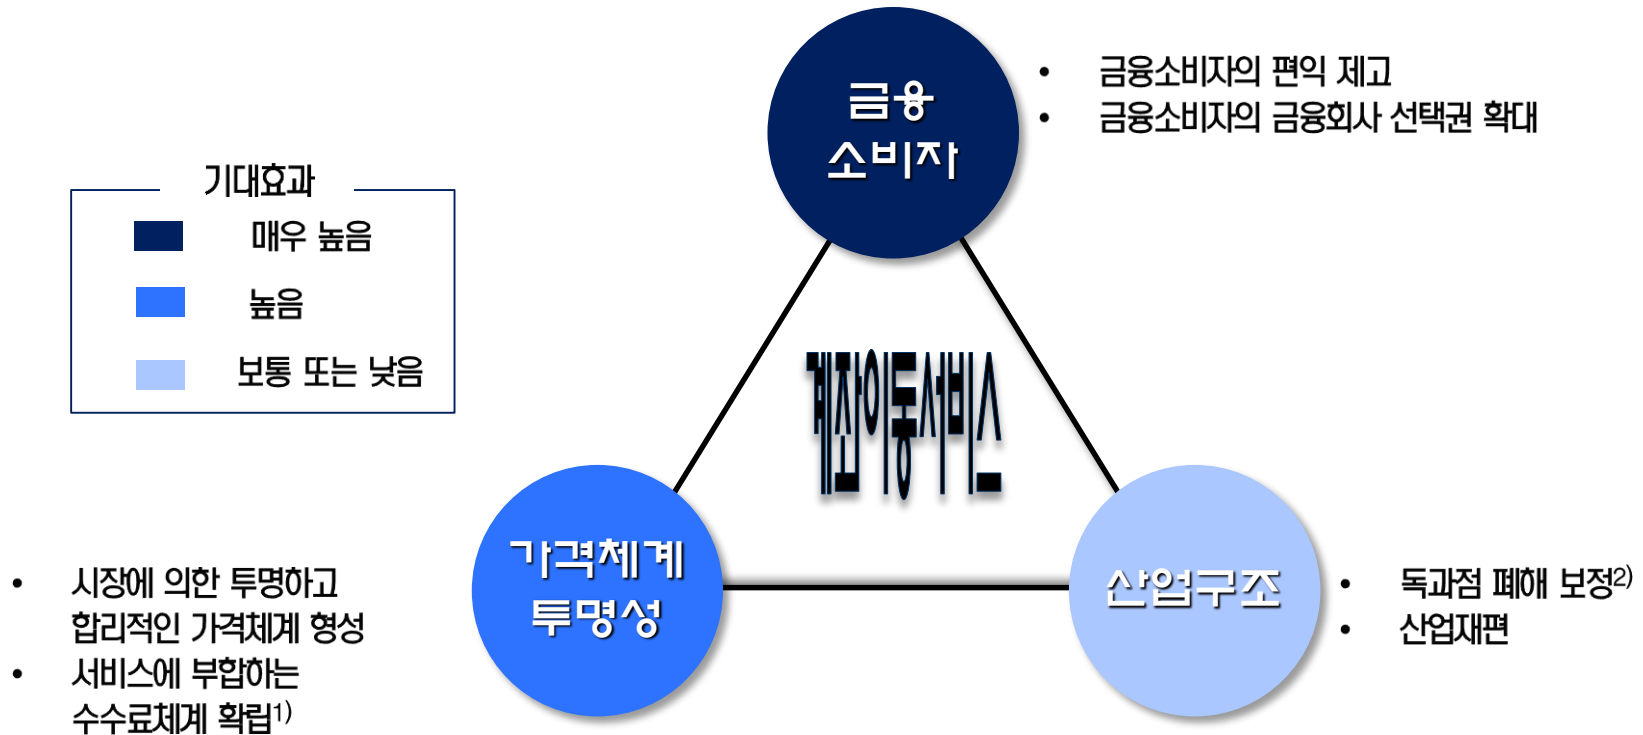 금융
소비자
• 금융소비자의 편익 제고
• 금융소비자의 금융회사 선택권 확대
기대효과
매우 높음
높음
보통 또는 낮음
계좌이동서비스
가격체계
투명성
• 시장에 의한 투명하고
합리적인 가격체계 형성
• 서비스에 부합하는
수수료체계 확립1)
산업구조
• 독과점 폐해 보정2)
• 산업재편